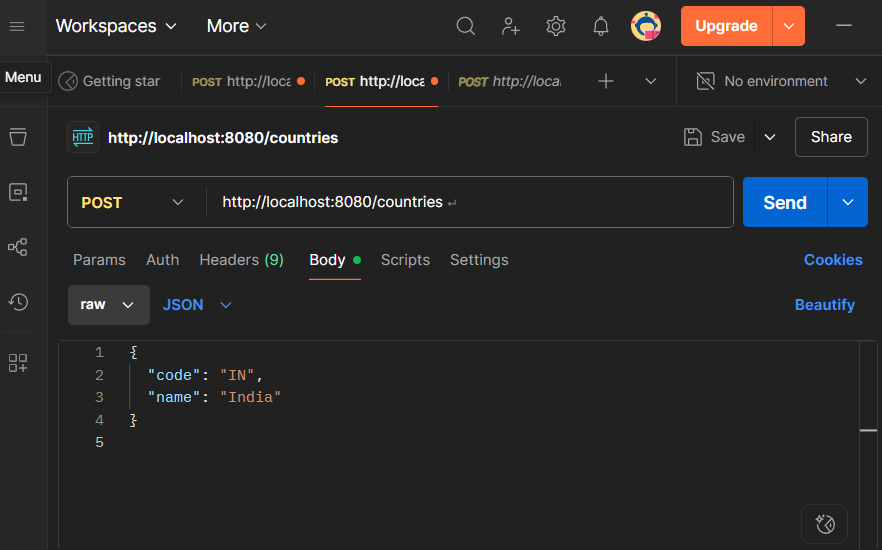 Workspaces More Upgrade
Menu Getting star POST http://loca POST http://loca POST http://local No environment
HTTP http://localhost:8080/countries Save Share
POST http://localhost:8080/countries ↵ Send
Params Auth Headers (9) Body Scripts Settings Cookies
raw JSON Beautify
1 {
2 "code": "IN",
3 "name": "India"
4 }
5